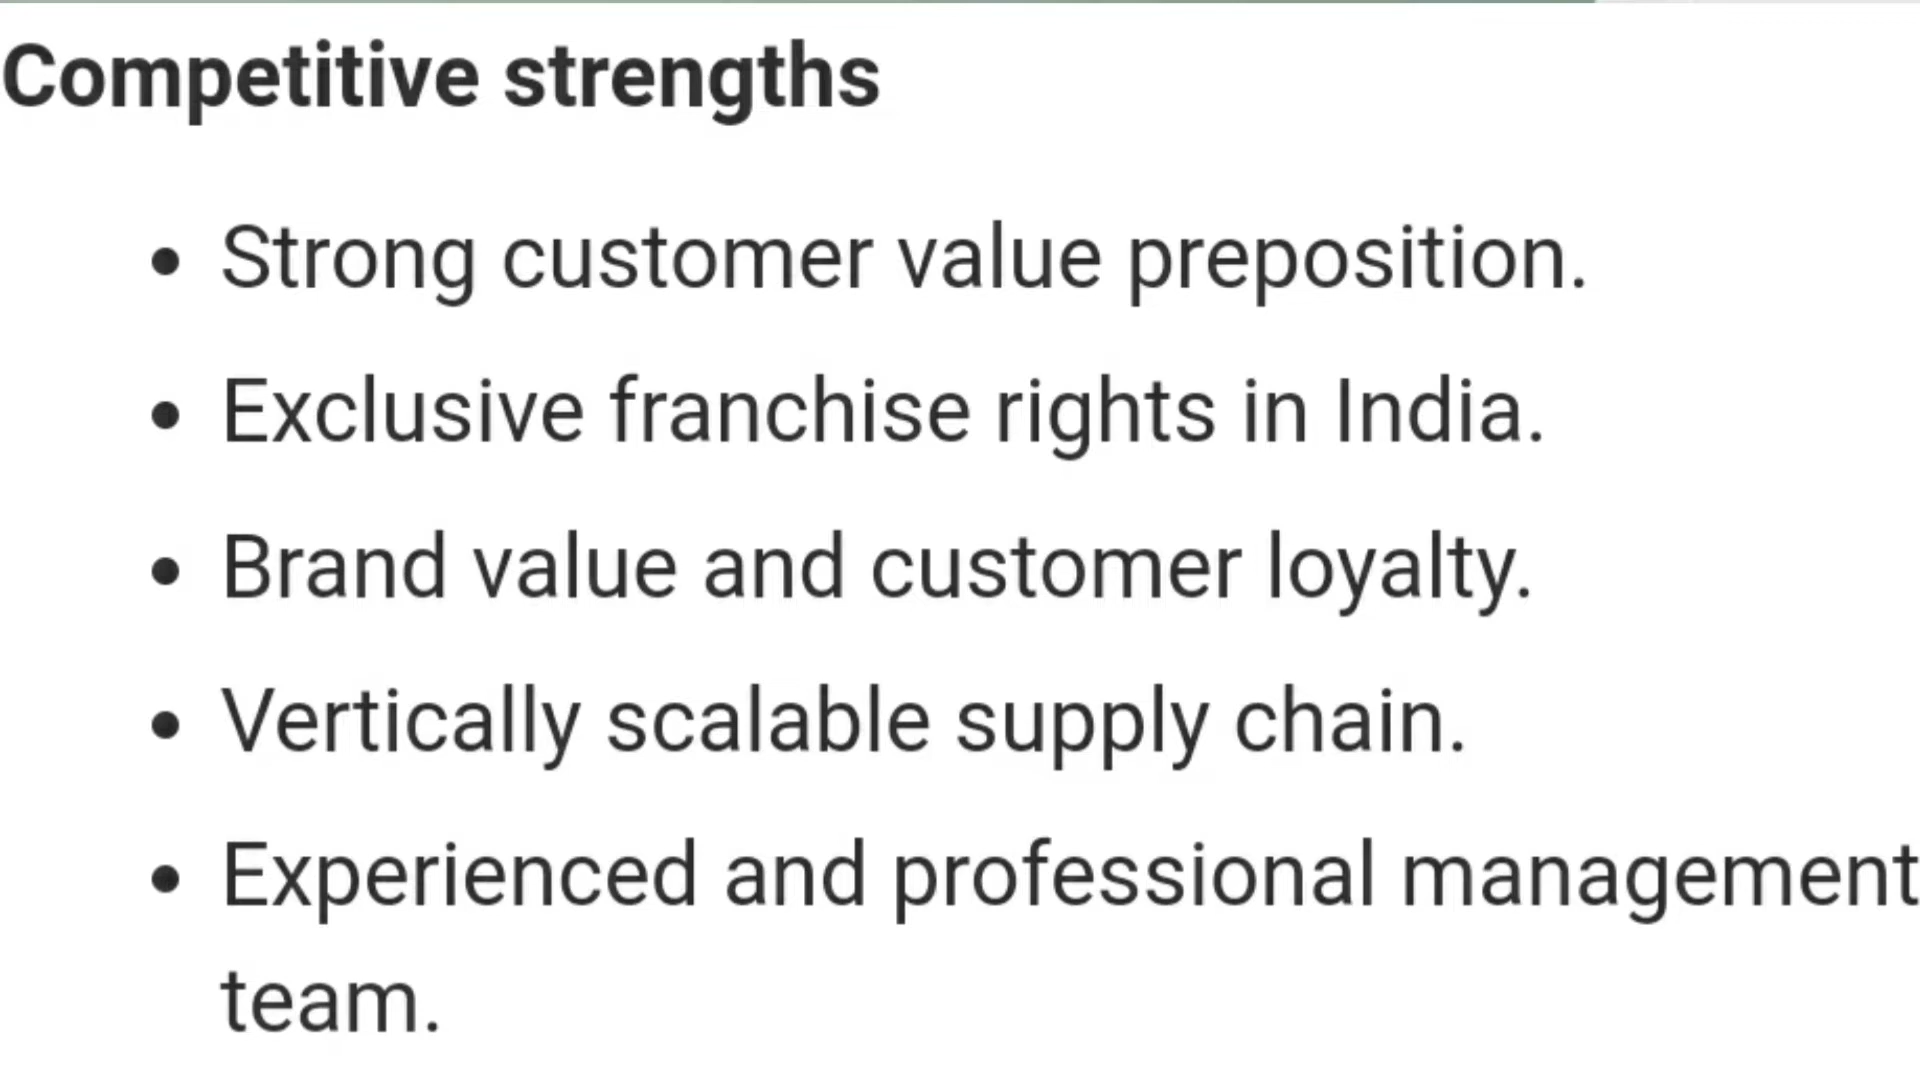 Competitive strengths
• Strong customer value preposition.
• Exclusive franchise rights in India.
• Brand value and customer loyalty.
• Vertically scalable supply chain.
• Experienced and professional management
team.